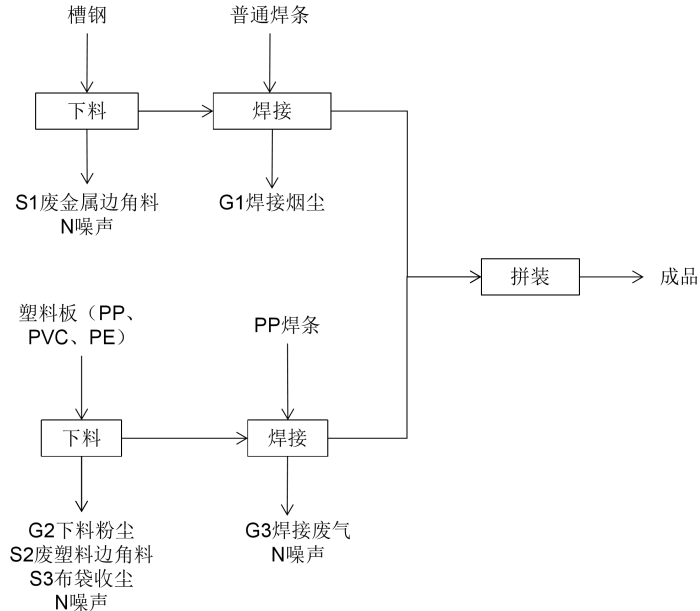 槽钢
普通焊条
下料
焊接
S1废金属边角料
N噪声
G1焊接烟尘
拼装
成品
塑料板（PP、
PVC、PE）
PP焊条
下料
焊接
G2下料粉尘
S2废塑料边角料
S3布袋收尘
N噪声
G3焊接废气
N噪声